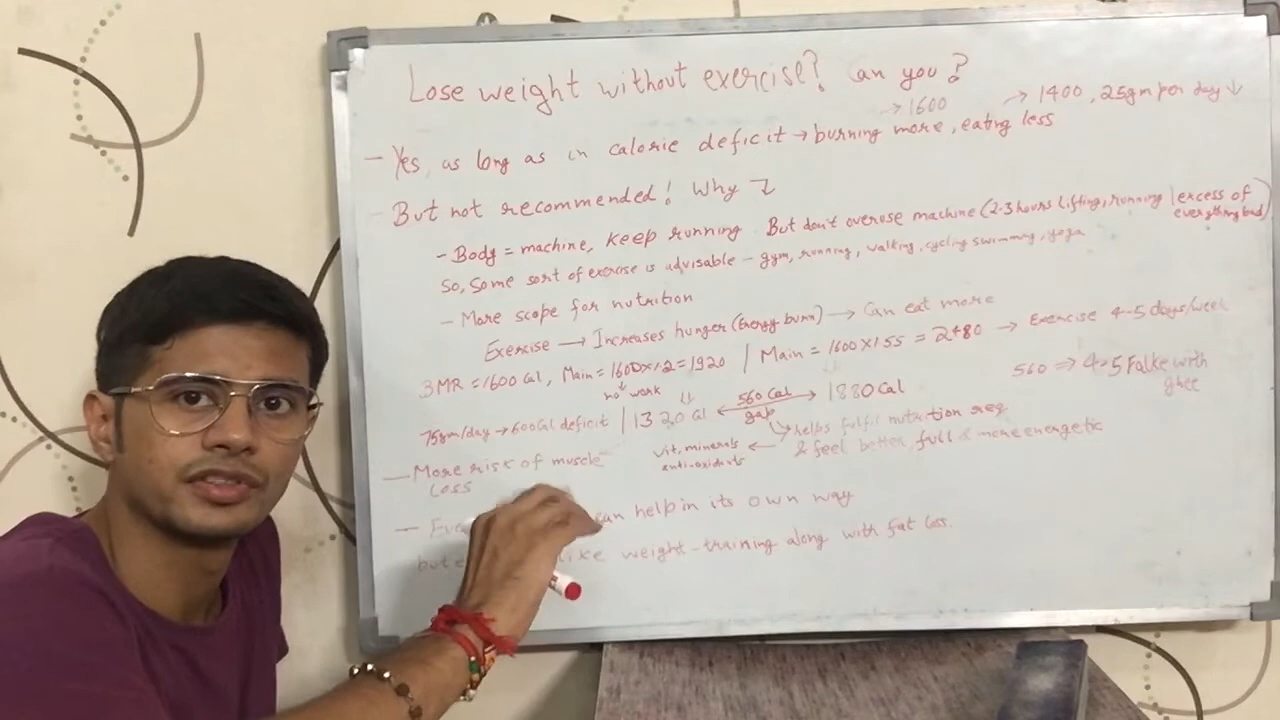 Lose weight without exercise? Can you?
→ 1600 → 1400, 25gm per day ↓
- Yes, as long as in calorie deficit → burning more, eating less
- But not recommended! Why
- Body = machine, keep running. But don't overuse machine (2-3 hours lifting, running / excess of everything bad)
So, some sort of exercise is advisable - gym, running, walking, cycling, swimming, yoga
- More scope for nutrition
Exercise → Increases hunger (Energy burn) → Can eat more
BMR = 1600 Cal, Main = 1600x1.2 = 1920 / Main = 1600 x 1.55 = 2480 → Exercise 4-5 days/week
no work
75gm/day → 600Cal deficit / 1320 Cal ← 560 Cal gap → 1880 Cal
560 ⇒ 4-5 Fulke with ghee
helps fulfil nutrition req.
& feel better, full & more energetic
vit, minerals ←
antioxidants
- More risk of muscle loss
- can help in its own way
but like weight-training along with fat loss.